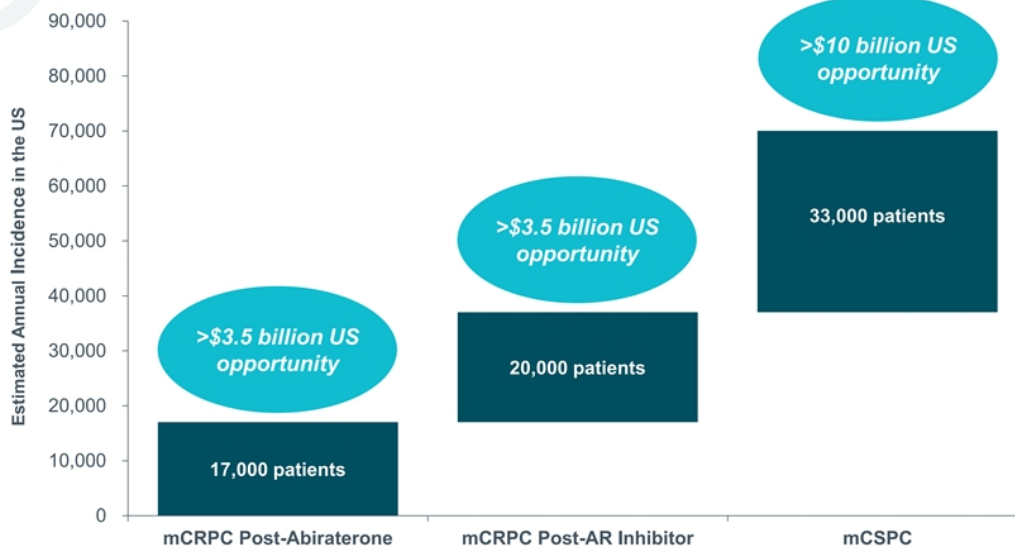 Estimated Annual Incidence in the US
90,000
80,000
70,000
60,000
50,000
40,000
30,000
20,000
10,000
0
>$3.5 billion US
opportunity
17,000 patients
>$3.5 billion US
opportunity
20,000 patients
>$10 billion US
opportunity
33,000 patients
mCRPC Post-Abiraterone
mCRPC Post-AR Inhibitor
mCSPC